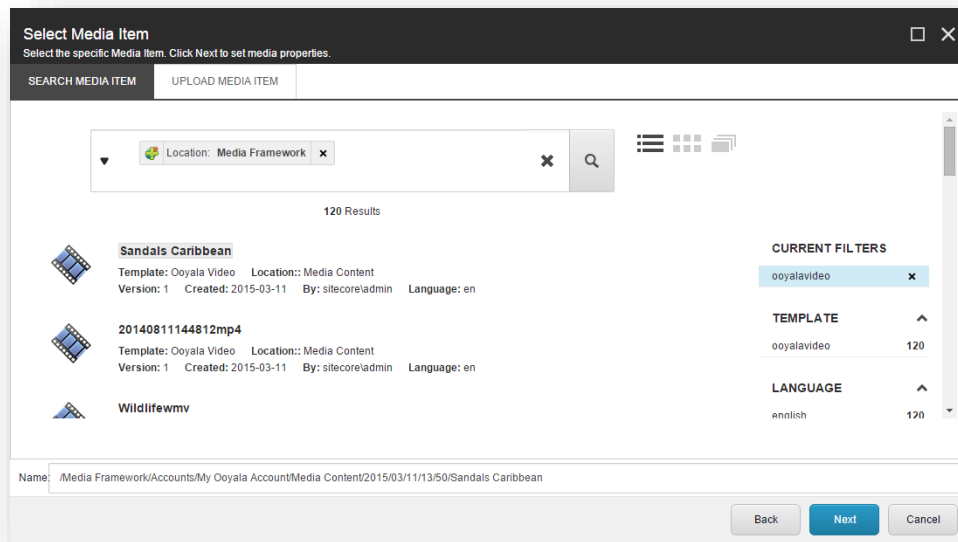 Select Media Item
Select the specific Media Item. Click Next to set media properties.
SEARCH MEDIA ITEM UPLOAD MEDIA ITEM
Location: Media Framework
120 Results
Sandals Caribbean
Template: Ooyala Video Location:: Media Content
Version: 1 Created: 2015-03-11 By: sitecore\admin Language: en
20140811144812mp4
Template: Ooyala Video Location:: Media Content
Version: 1 Created: 2015-03-11 By: sitecore\admin Language: en
Wildlifewmv
CURRENT FILTERS
ooyalavideo
TEMPLATE
ooyalavideo 120
LANGUAGE
english 120
Name: /Media Framework/Accounts/My Ooyala Account/Media Content/2015/03/11/13/50/Sandals Caribbean
Back Next Cancel